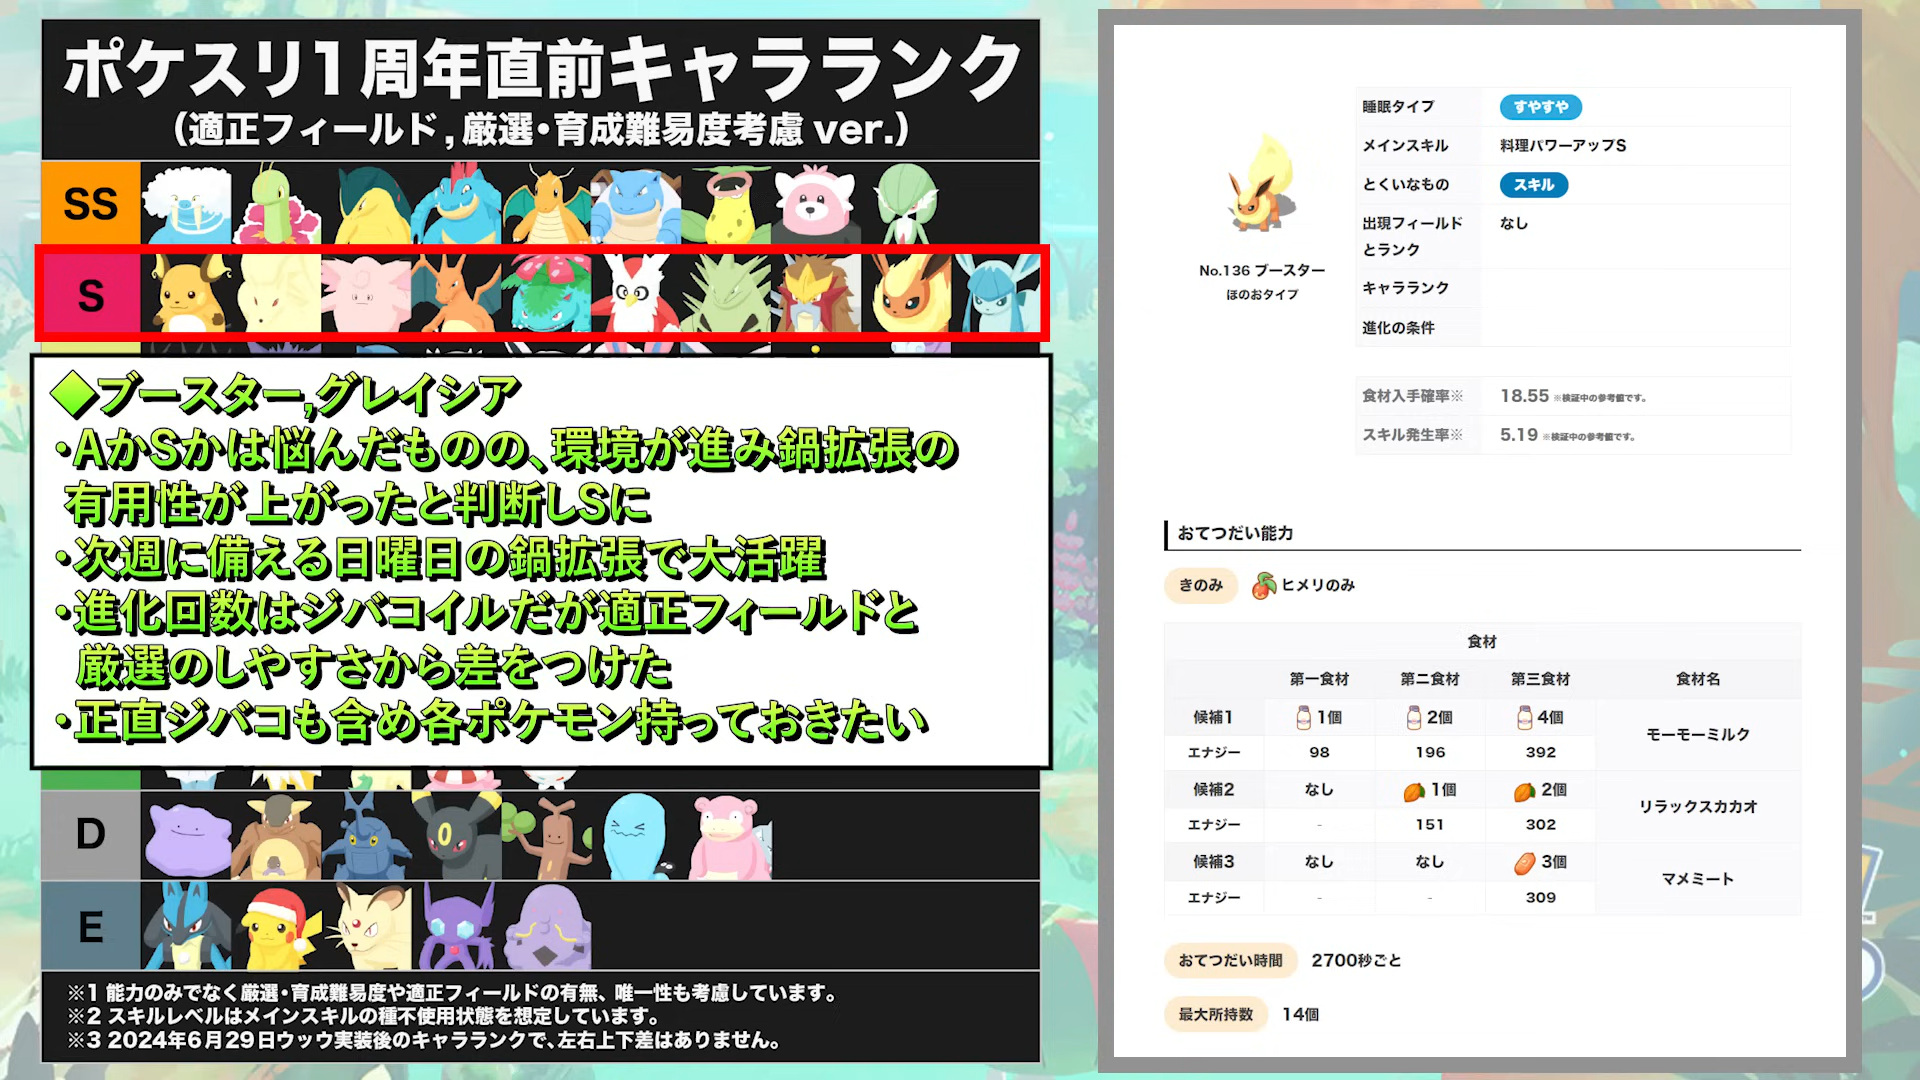 ポケスリ1周年直前キャラランク
(適正フィールド,厳選・育成難易度考慮 ver.)
SS
S
◆ブースター,グレイシア
・AかSかは悩んだものの、環境が進み鍋拡張の
有用性が上がったと判断しSに
・次週に備える日曜日の鍋拡張で大活躍
・進化回数はジバコイルだが適正フィールドと
厳選のしやすさから差をつけた
・正直ジバコも含め各ポケモン持っておきたい
D
E
※1 能力のみでなく厳選・育成難易度や適正フィールドの有無、唯一性も考慮しています。
※2 スキルレベルはメインスキルの種不使用状態を想定しています。
※3 2024年6月29日ウッウ実装後のキャラランクで、左右上下差はありません。
No.136 ブースター
ほのおタイプ
睡眠タイプ すやすや
メインスキル 料理パワーアップS
とくいなもの スキル
出現フィールド なし
とランク
キャラランク
進化の条件
食材入手確率※ 18.55 ※検証中の参考値です。
スキル発生率※ 5.19 ※検証中の参考値です。
おてつだい能力
きのみ ヒメリのみ
食材
第一食材 第二食材 第三食材 食材名
候補1 1個 2個 4個 モーモーミルク
エナジー 98 196 392
候補2 なし 1個 2個 リラックスカカオ
エナジー - 151 302
候補3 なし なし 3個 マメミート
エナジー - - 309
おてつだい時間 2700秒ごと
最大所持数 14個